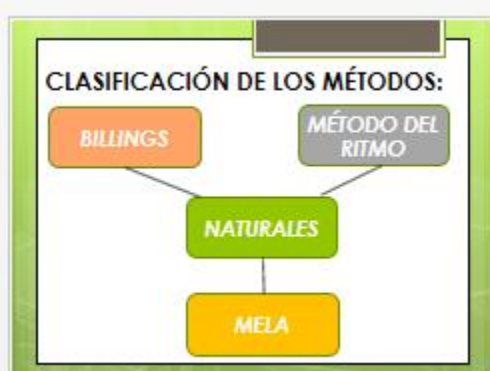 CLASIFICACIÓN DE LOS MÉTODOS:
BILLINGS
MÉTODO DEL
RITMO
NATURALES
MELA